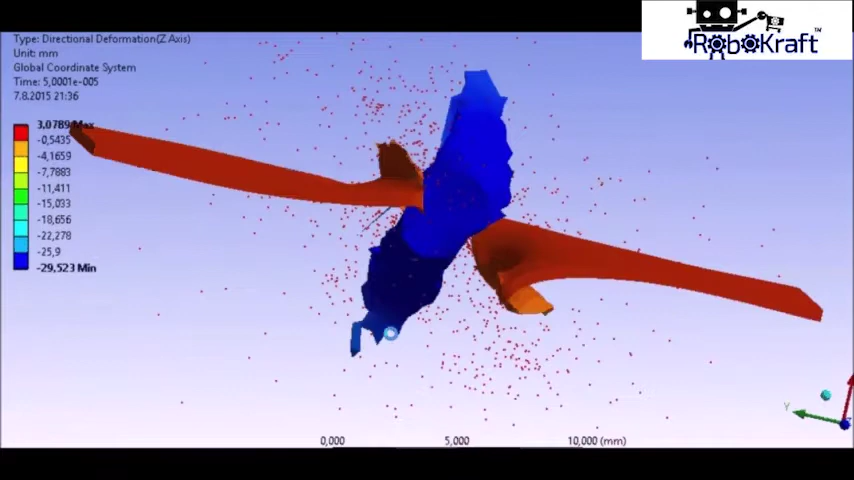 RoboKraft™
Type: Directional Deformation(Z Axis)
Unit: mm
Global Coordinate System
Time: 5,0001e-005
7.8.2015 21:36
3,0789 Max
-0,5435
-4,1659
-7,7883
-11,411
-15,033
-18,656
-22,278
-25,9
-29,523 Min
0,000 5,000 10,000 (mm)
Y